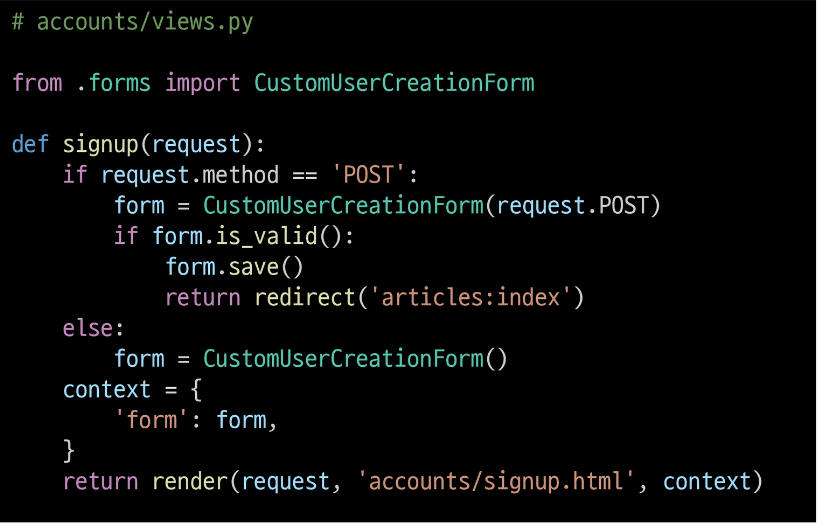 # accounts/views.py
from .forms import CustomUserCreationForm
def signup(request):
    if request.method == 'POST':
        form = CustomUserCreationForm(request.POST)
        if form.is_valid():
            form.save()
            return redirect('articles:index')
    else:
        form = CustomUserCreationForm()
    context = {
        'form': form,
    }
    return render(request, 'accounts/signup.html', context)